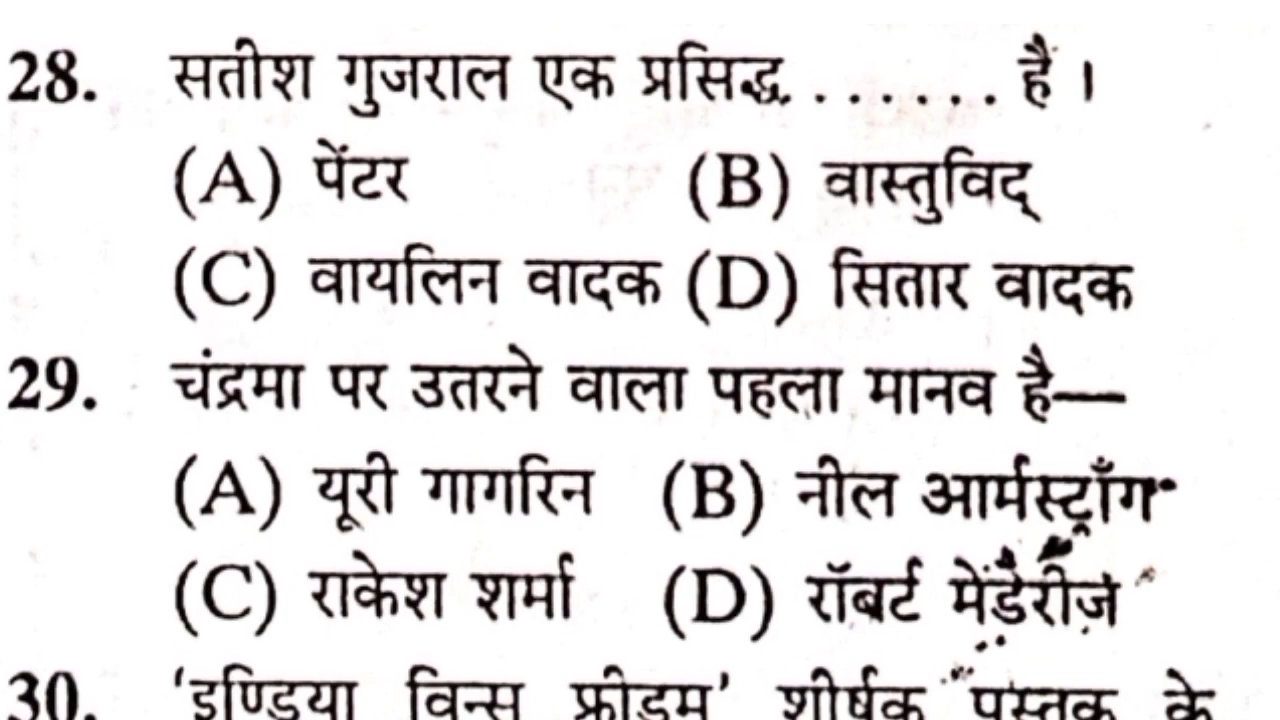 28. सतीश गुजराल एक प्रसिद्ध. . . . . . . . है ।
(A) पेंटर (B) वास्तुविद्
(C) वायलिन वादक (D) सितार वादक
29. चंद्रमा पर उतरने वाला पहला मानव है—
(A) यूरी गागरिन (B) नील आर्मस्ट्राँग
(C) राकेश शर्मा (D) रॉबर्ट मेंडैरीज़
30. ‘इण्डिया विन्स फ्रीडम’ शीर्षक पुस्तक के